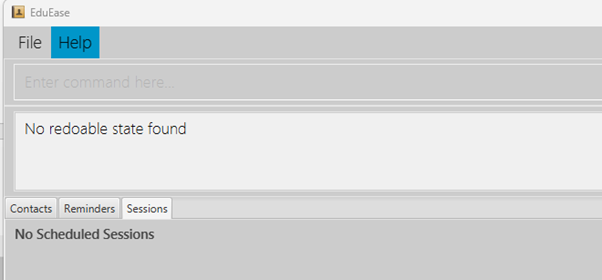 EduEase
File Help
Enter command here...
No redoable state found
Contacts Reminders Sessions
No Scheduled Sessions